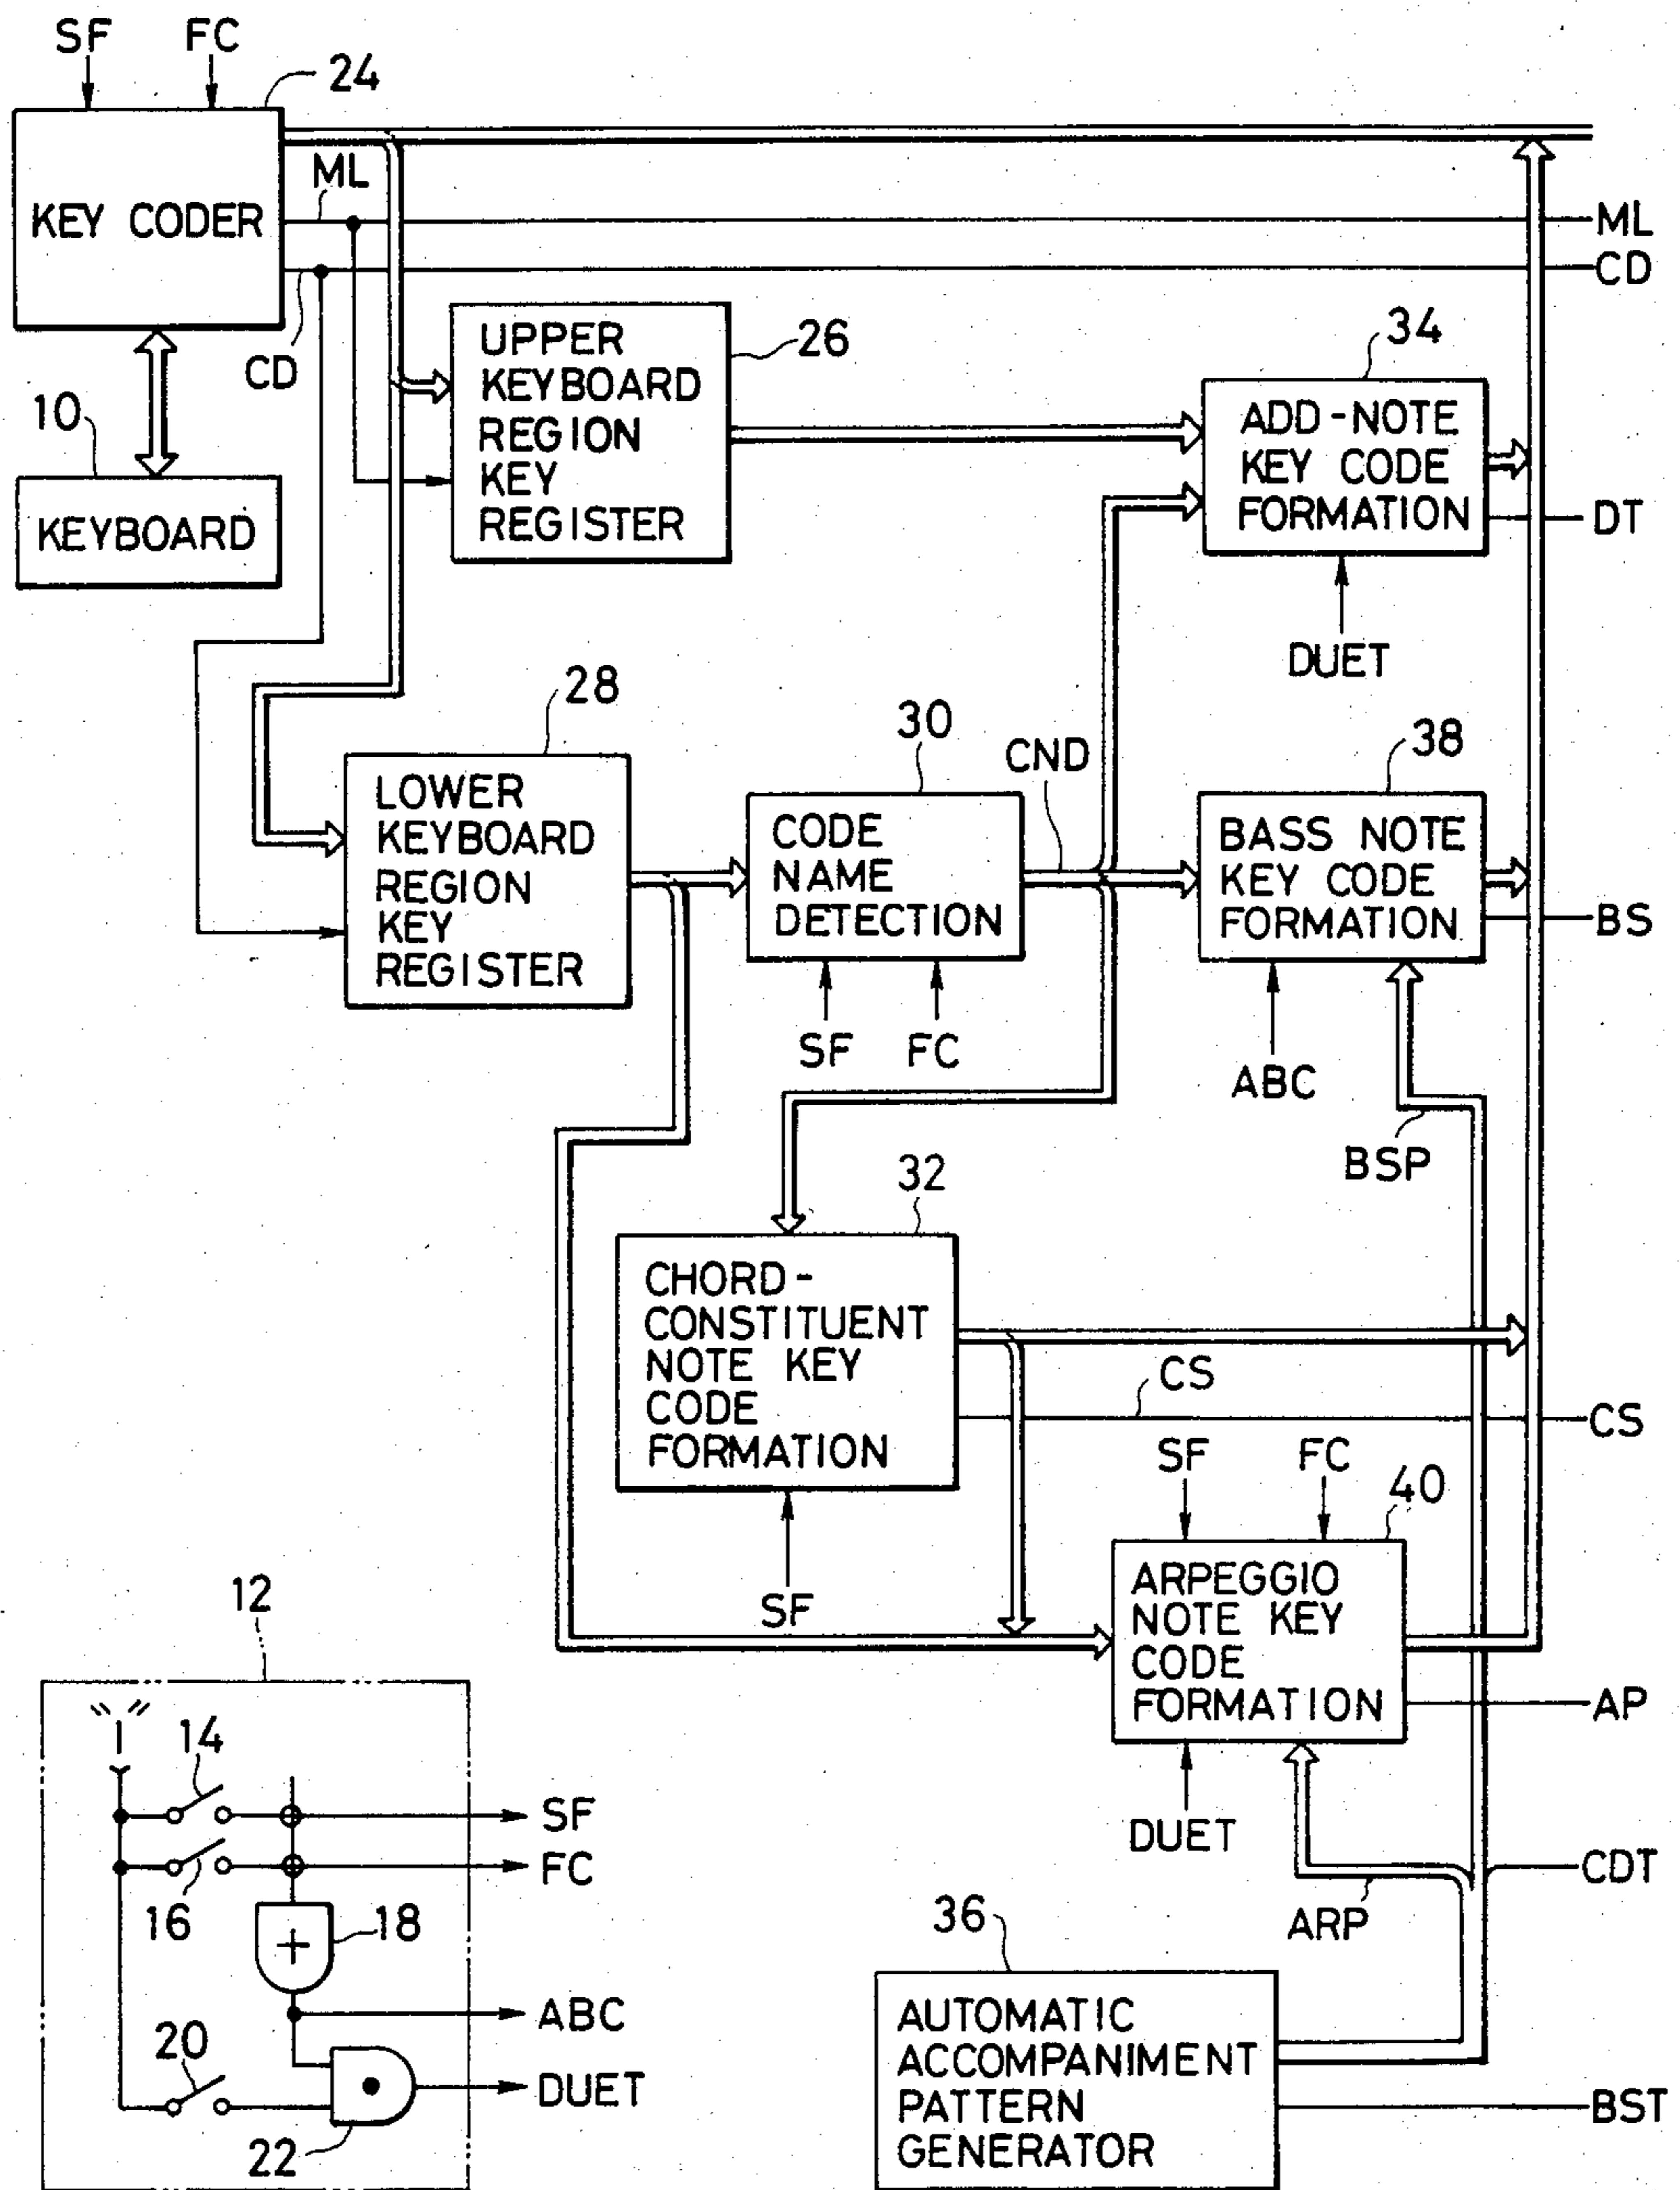 SF FC
24
KEY CODER
ML
ML
CD
CD
10
KEYBOARD
UPPER
KEYBOARD
REGION
KEY
REGISTER
26
34
ADD-NOTE
KEY CODE
FORMATION
DT
DUET
28
LOWER
KEYBOARD
REGION
KEY
REGISTER
30
CODE
NAME
DETECTION
SF FC
CND
38
BASS NOTE
KEY CODE
FORMATION
BS
ABC
BSP
32
CHORD-
CONSTITUENT
NOTE KEY
CODE
FORMATION
CS
CS
SF
SF FC
40
ARPEGGIO
NOTE KEY
CODE
FORMATION
AP
DUET
ARP
CDT
36
AUTOMATIC
ACCOMPANIMENT
PATTERN
GENERATOR
BST
12
"1"
14
SF
16
FC
18
+
ABC
20
DUET
22